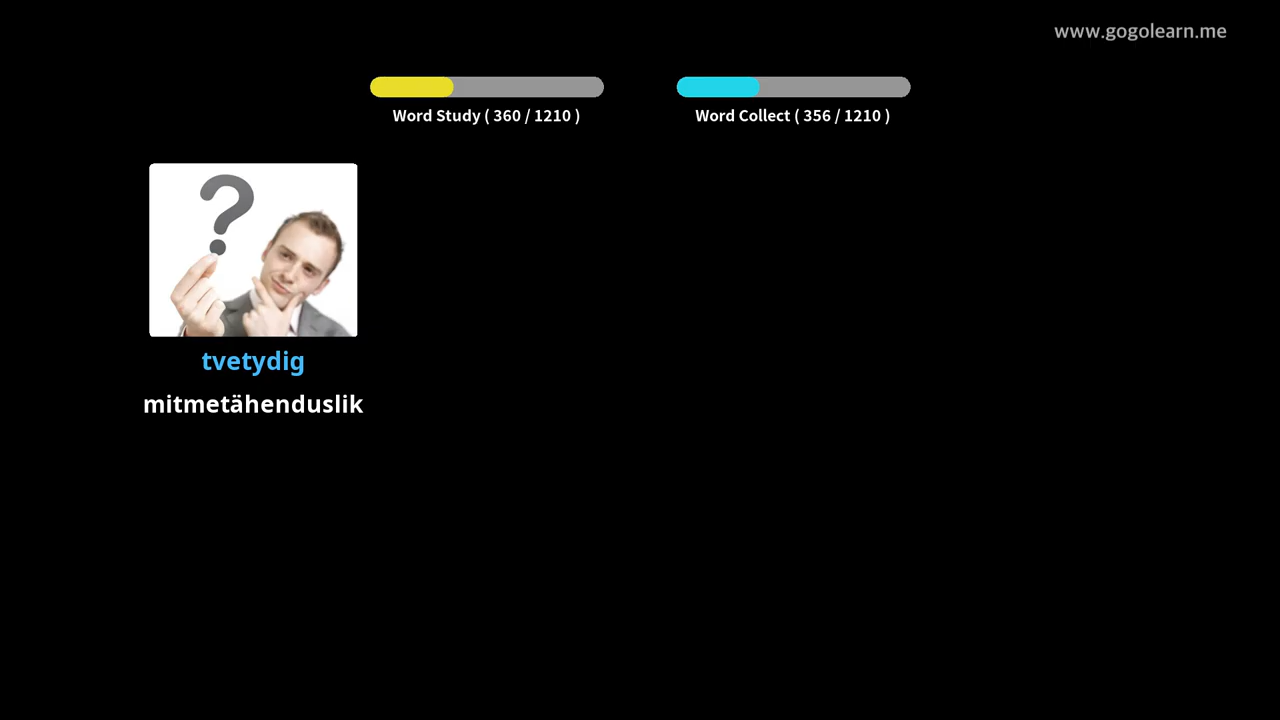 www.gogolearn.me
Word Study ( 360 / 1210 )
Word Collect ( 356 / 1210 )
?
tvetydig
mitmetähenduslik